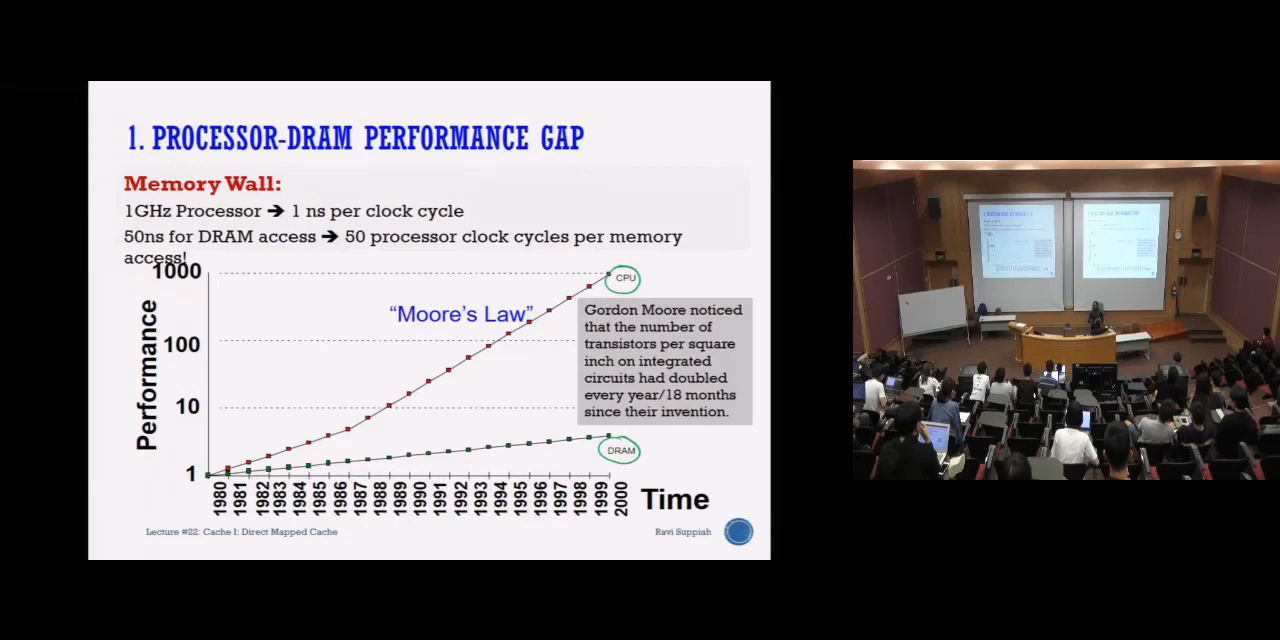 1. PROCESSOR-DRAM PERFORMANCE GAP
Memory Wall:
1GHz Processor ➔ 1 ns per clock cycle
50ns for DRAM access ➔ 50 processor clock cycles per memory
access!
1000
100
10
1
Performance
CPU
"Moore's Law"
Gordon Moore noticed
that the number of
transistors per square
inch on integrated
circuits had doubled
every year/18 months
since their invention.
DRAM
1980 1981 1982 1983 1984 1985 1986 1987 1988 1989 1990 1991 1992 1993 1994 1995 1996 1997 1998 1999 2000
Time
Lecture #22: Cache I: Direct Mapped Cache
Ravi Suppiah